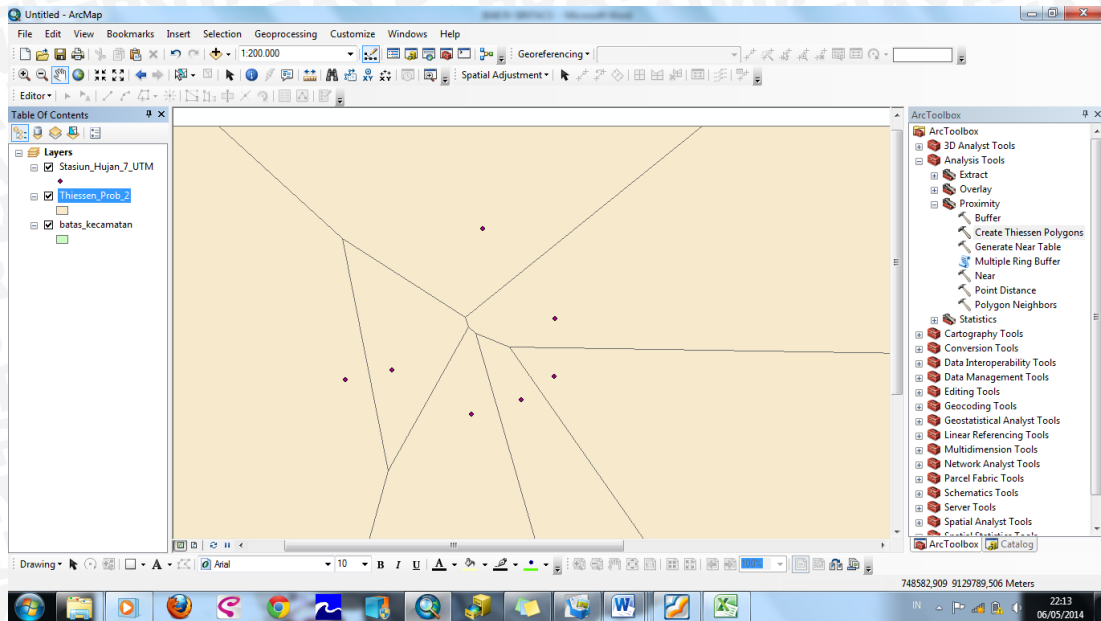 Untitled - ArcMap
File Edit View Bookmarks Insert Selection Geoprocessing Customize Windows Help
1:200.000 Georeferencing
Spatial Adjustment
Editor
Table Of Contents
Layers
Stasiun_Hujan_7_UTM
Thiessen_Prob_2
batas_kecamatan
ArcToolbox
ArcToolbox
3D Analyst Tools
Analysis Tools
Extract
Overlay
Proximity
Buffer
Create Thiessen Polygons
Generate Near Table
Multiple Ring Buffer
Near
Point Distance
Polygon Neighbors
Statistics
Cartography Tools
Conversion Tools
Data Interoperability Tools
Data Management Tools
Editing Tools
Geocoding Tools
Geostatistical Analyst Tools
Linear Referencing Tools
Multidimension Tools
Network Analyst Tools
Parcel Fabric Tools
Schematics Tools
Server Tools
Spatial Analyst Tools
Spatial Statistics Tools
ArcToolbox Catalog
Drawing A Arial 10 B I U A 100%
748582,909 9129789,506 Meters
IN 22:13
06/05/2014